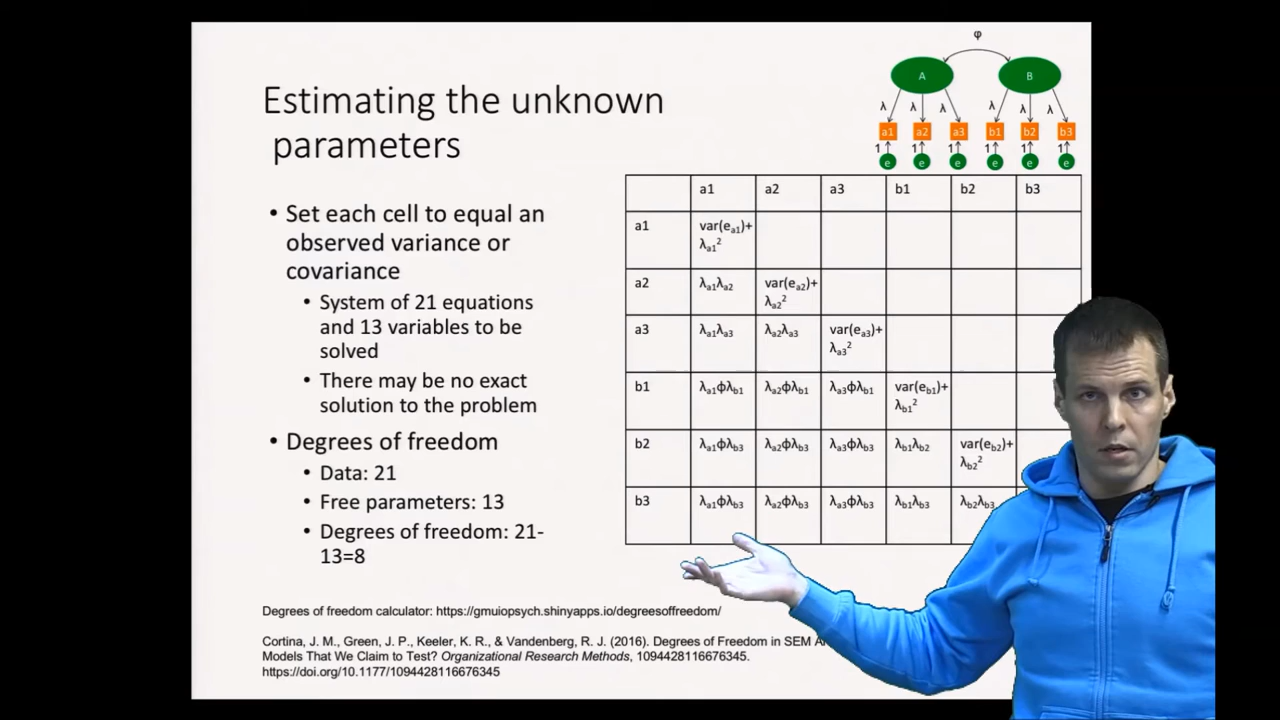 φ
A B
λ λ λ λ λ λ
a1 a2 a3 b1 b2 b3
1 1 1 1 1 1
e e e e e e
Estimating the unknown
parameters
• Set each cell to equal an
observed variance or
covariance
• System of 21 equations
and 13 variables to be
solved
• There may be no exact
solution to the problem
• Degrees of freedom
• Data: 21
• Free parameters: 13
• Degrees of freedom: 21-
13=8
a1 a2 a3 b1 b2 b3
a1 var(eₐ₁)+
λₐ₁²
a2 λₐ₁λₐ₂ var(eₐ₂)+
λₐ₂²
a3 λₐ₁λₐ₃ λₐ₂λₐ₃ var(eₐ₃)+
λₐ₃²
b1 λₐ₁φλb1 λₐ₂φλb1 λₐ₃φλb1 var(eb1)+
λb1²
b2 λₐ₁φλb3 λₐ₂φλb3 λₐ₃φλb3 λb1λb2 var(eb2)+
λb2²
b3 λₐ₁φλb3 λₐ₂φλb3 λₐ₃φλb3 λb1λb3 λb2λb3
Degrees of freedom calculator: https://gmuiopsych.shinyapps.io/degreesoffreedom/
Cortina, J. M., Green, J. P., Keeler, K. R., & Vandenberg, R. J. (2016). Degrees of Freedom in SEM
Models That We Claim to Test? Organizational Research Methods, 1094428116676345.
https://doi.org/10.1177/1094428116676345